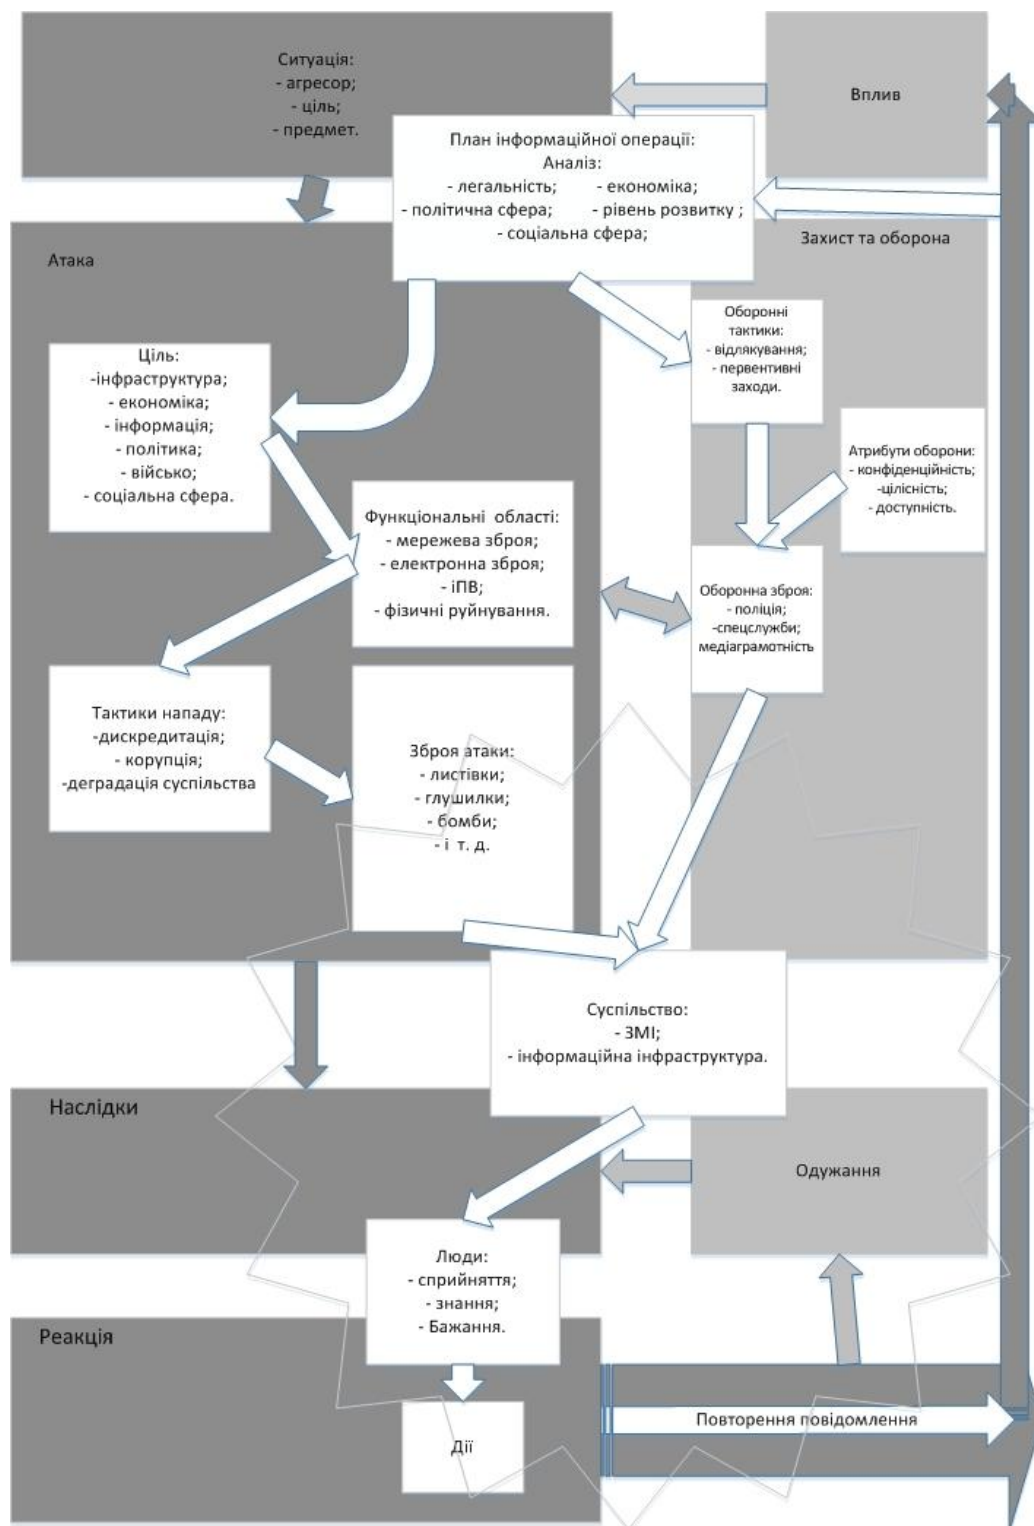 Ситуація:
- агресор;
- ціль;
- предмет.
Вплив
План інформаційної операції:
Аналіз:
- легальність; - економіка;
- політична сфера; - рівень розвитку ;
- соціальна сфера;
Захист та оборона
Атака
Оборонні
тактики:
- відлякування;
- первентивні
заходи.
Ціль:
-інфраструктура;
- економіка;
- інформація;
- політика;
- військо;
- соціальна сфера.
Атрибути оборони:
- конфіденційність;
-цілісність;
- доступність.
Функціональні області:
- мережева зброя;
- електронна зброя;
- іПВ;
- фізичні руйнування.
Оборонна зброя:
- поліція;
-спецслужби;
медіаграмотність
Тактики нападу:
-дискредитація;
- корупція;
-деградація суспільства
Зброя атаки:
- листівки;
- глушилки;
- бомби;
- і т. д.
Суспільство:
- ЗМІ;
- інформаційна інфраструктура.
Наслідки
Одужання
Люди:
- сприйняття;
- знання;
- Бажання.
Реакція
Повторення повідомлення
Дії